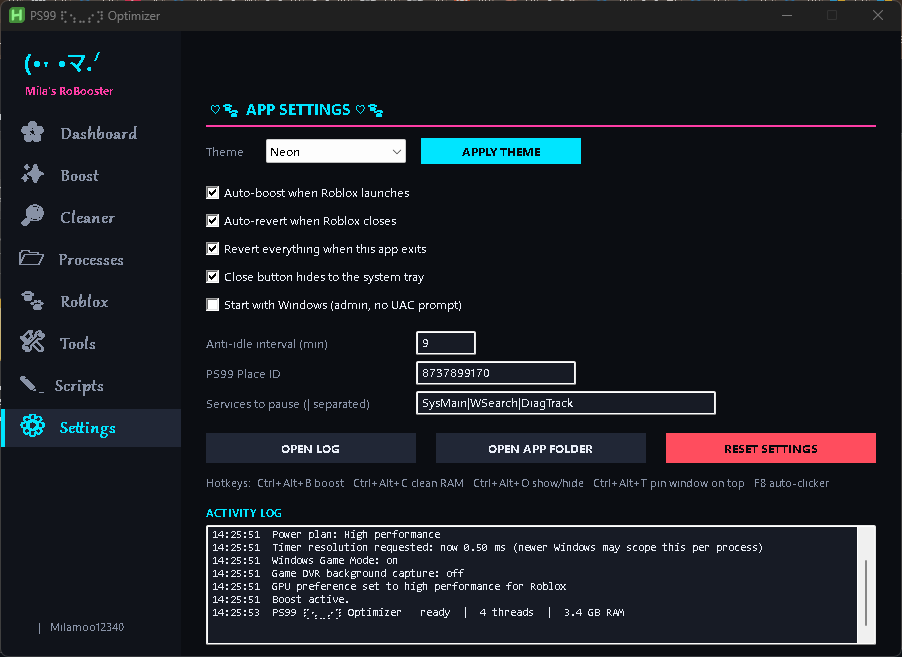 PS99 Optimizer
(•· •マ.ᐟ
Mila's RoBooster
Dashboard
Boost
Cleaner
Processes
Roblox
Tools
Scripts
Settings
Milamoo12340
♡ APP SETTINGS ♡
Theme Neon APPLY THEME
Auto-boost when Roblox launches
Auto-revert when Roblox closes
Revert everything when this app exits
Close button hides to the system tray
Start with Windows (admin, no UAC prompt)
Anti-idle interval (min) 9
PS99 Place ID 8737899170
Services to pause (| separated) SysMain|WSearch|DiagTrack
OPEN LOG OPEN APP FOLDER RESET SETTINGS
Hotkeys: Ctrl+Alt+B boost Ctrl+Alt+C clean RAM Ctrl+Alt+O show/hide Ctrl+Alt+T pin window on top F8 auto-clicker
ACTIVITY LOG
14:25:51 Power plan: High performance
14:25:51 Timer resolution requested: now 0.50 ms (newer Windows may scope this per process)
14:25:51 Windows Game Mode: on
14:25:51 Game DVR background capture: off
14:25:51 GPU preference set to high performance for Roblox
14:25:51 Boost active.
14:25:53 PS99 Optimizer ready | 4 threads | 3.4 GB RAM